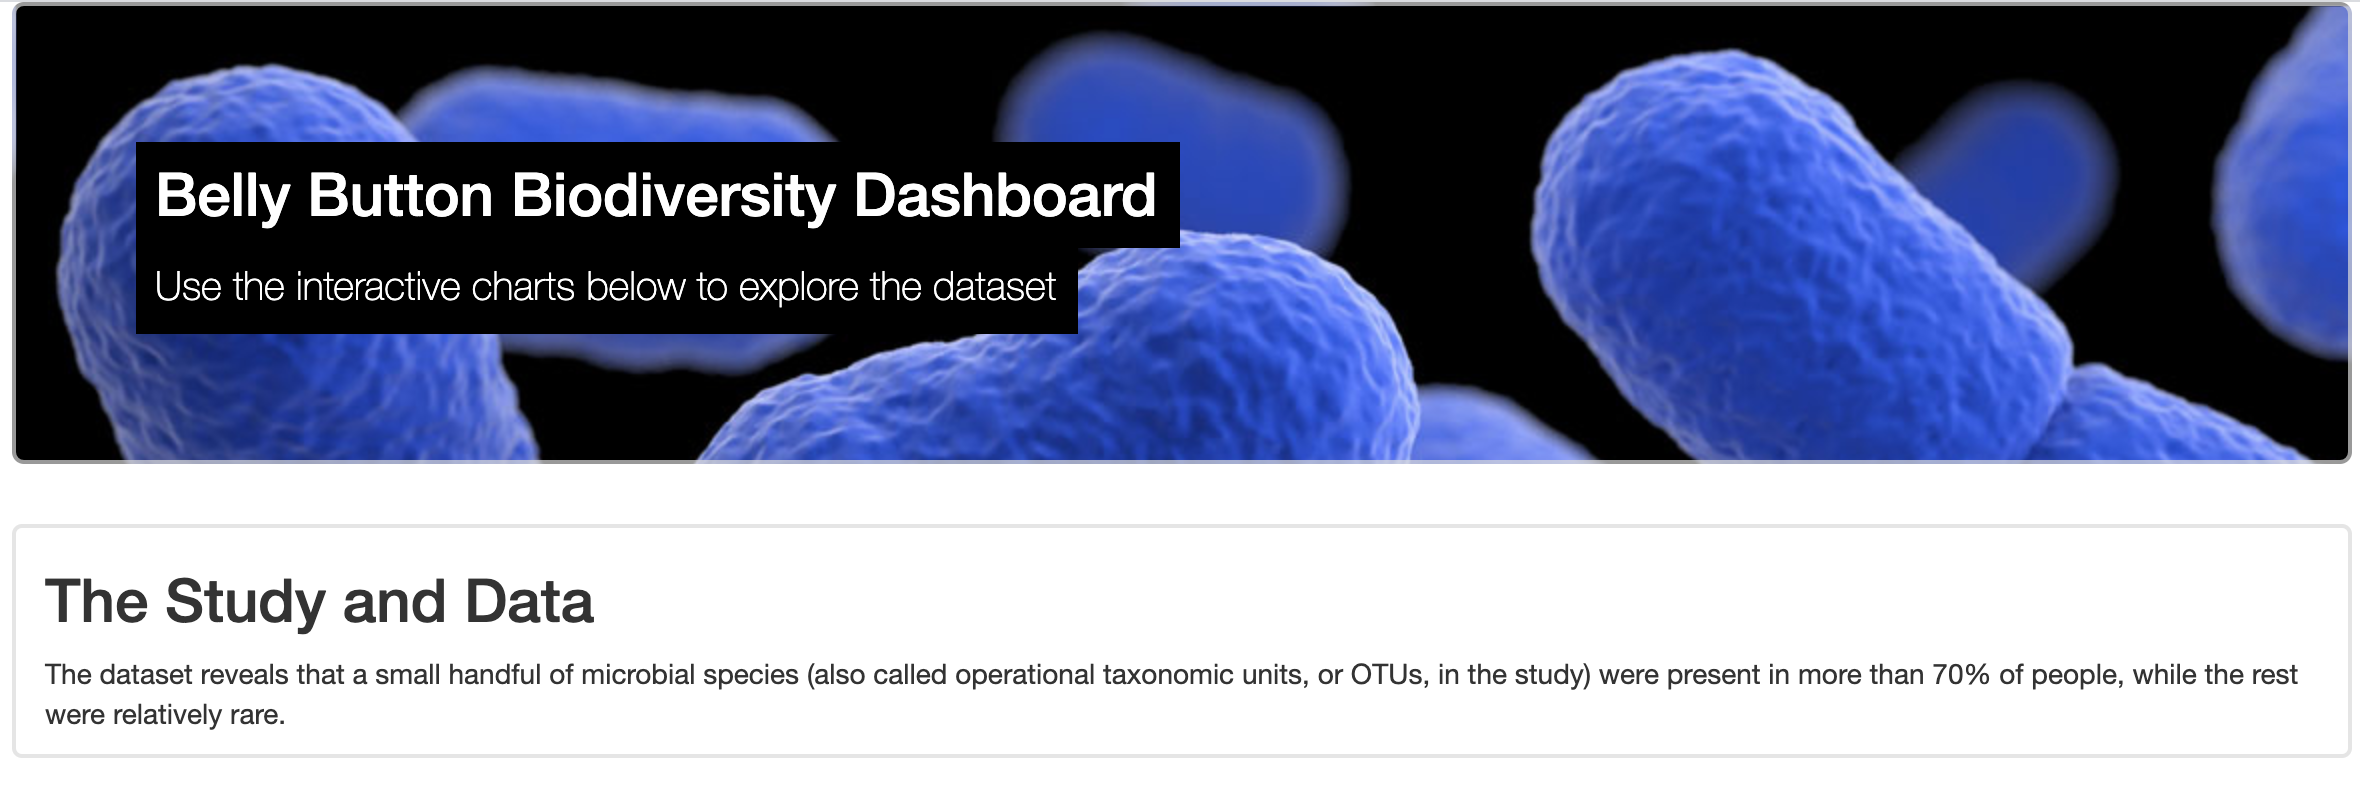 Belly Button Biodiversity Dashboard
Use the interactive charts below to explore the dataset
The Study and Data
The dataset reveals that a small handful of microbial species (also called operational taxonomic units, or OTUs, in the study) were present in more than 70% of people, while the rest
were relatively rare.